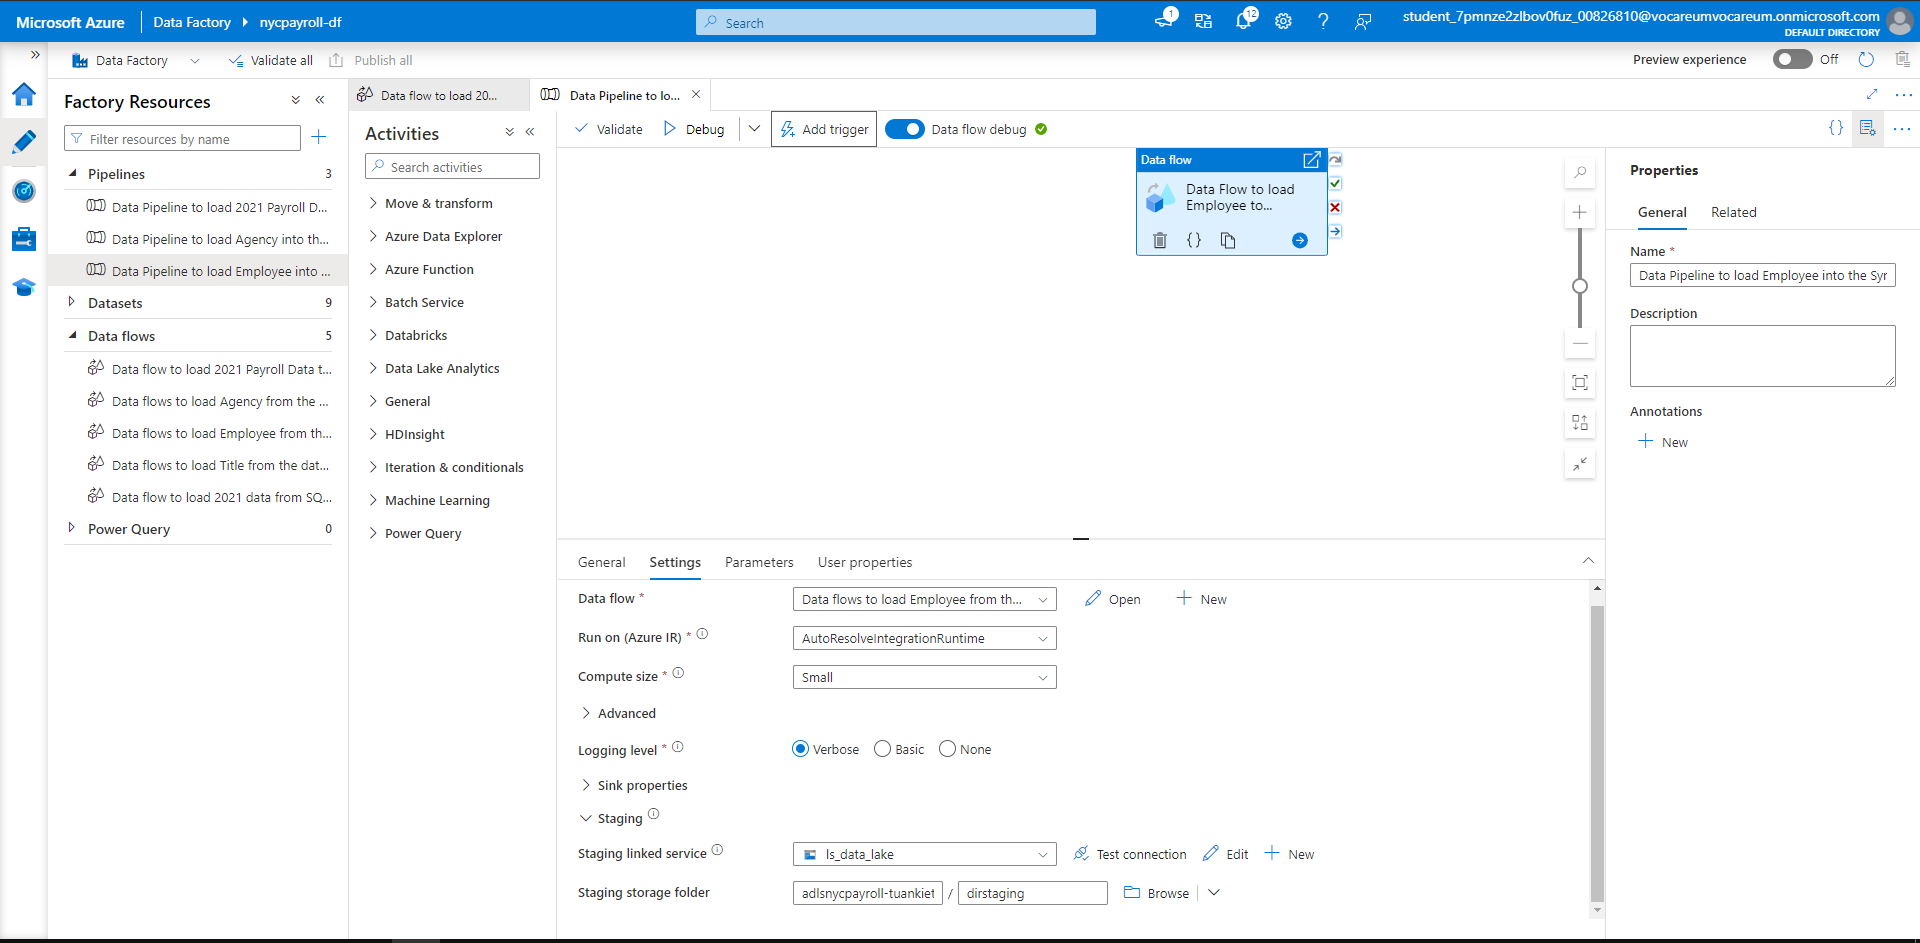 Microsoft Azure
Data Factory
nycpayroll-df
Search
1
12
student_7pmnze2zlbov0fuz_00826810@vocareumvocareum.onmicrosoft.com
DEFAULT DIRECTORY
Data Factory
Validate all
Publish all
Preview experience
Off
Factory Resources
Filter resources by name
Pipelines
3
Data Pipeline to load 2021 Payroll D...
Data Pipeline to load Agency into th...
Data Pipeline to load Employee into ...
Datasets
9
Data flows
5
Data flow to load 2021 Payroll Data t...
Data flows to load Agency from the ...
Data flows to load Employee from th...
Data flows to load Title from the dat...
Data flow to load 2021 data from SQ...
Power Query
0
Data flow to load 20...
Data Pipeline to lo...
Activities
Search activities
Move & transform
Azure Data Explorer
Azure Function
Batch Service
Databricks
Data Lake Analytics
General
HDInsight
Iteration & conditionals
Machine Learning
Power Query
Validate
Debug
Add trigger
Data flow debug
Data flow
Data Flow to load
Employee to...
General
Settings
Parameters
User properties
Data flow *
Data flows to load Employee from th...
Open
New
Run on (Azure IR) *
AutoResolveIntegrationRuntime
Compute size *
Small
Advanced
Logging level *
Verbose
Basic
None
Sink properties
Staging
Staging linked service
ls_data_lake
Test connection
Edit
New
Staging storage folder
adlsnycpayroll-tuankiet
/
dirstaging
Browse
Properties
General
Related
Name *
Data Pipeline to load Employee into the Syr
Description
Annotations
New